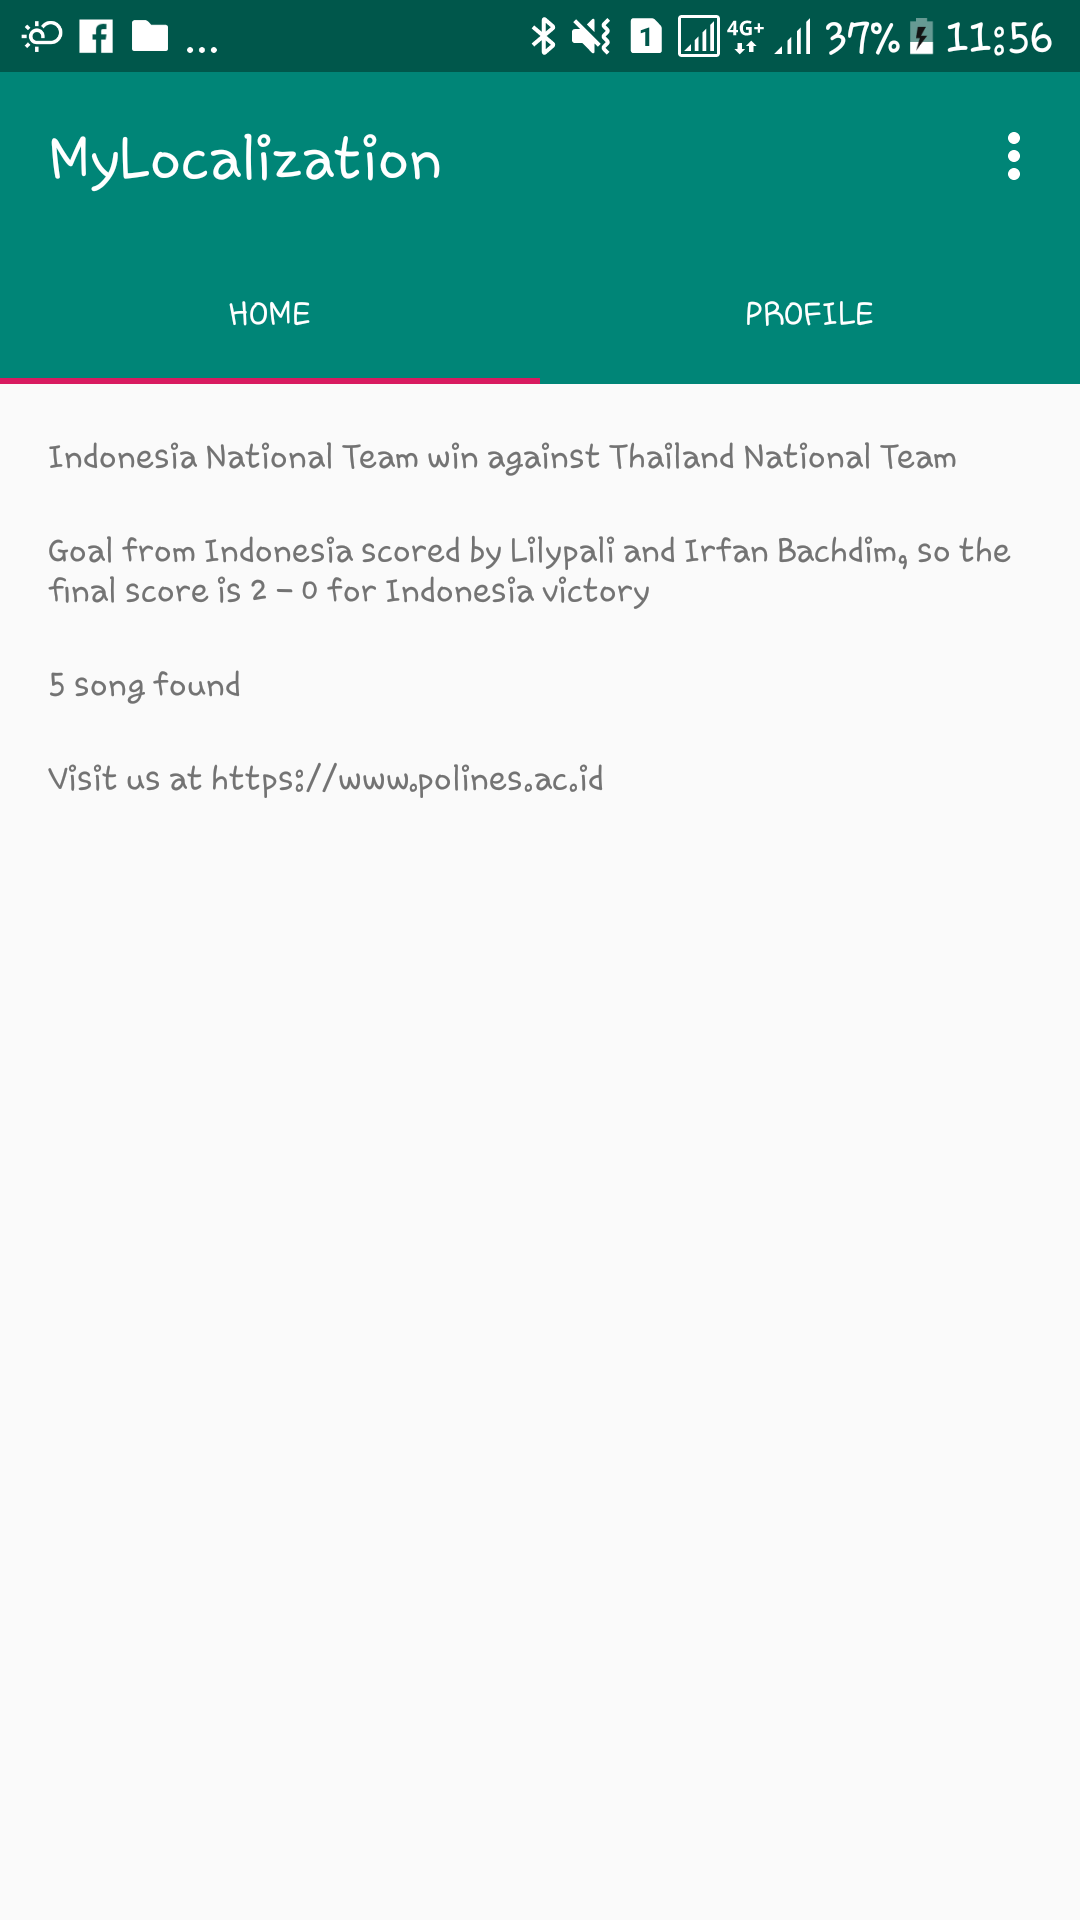 ... 1 4G+ 37% 11:56
MyLocalization
HOME PROFILE
Indonesia National Team win against Thailand National Team
Goal from Indonesia scored by Lilypali and Irfan Bachdim, so the
final score is 2 - 0 for Indonesia victory
5 song found
Visit us at https://www.polines.ac.id